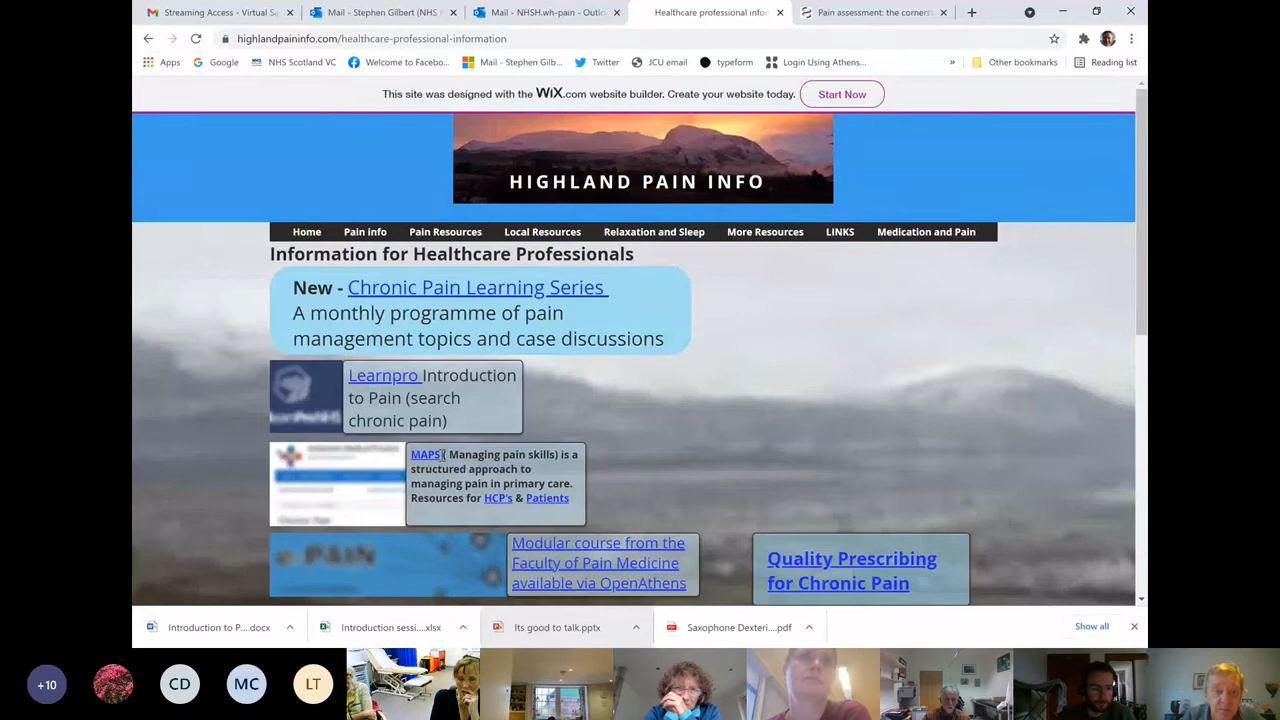 Streaming Access - Virtual Sa
Mail - Stephen Gilbert (NHS
Mail - NHSH.wh-pain - Outlo
Healthcare professional infor
Pain assessment: the cornerst
highlandpaininfo.com/healthcare-professional-information
Apps
Google
NHS Scotland VC
Welcome to Facebo...
Mail - Stephen Gilb...
Twitter
JCU email
typeform
Login Using Athens...
»
Other bookmarks
Reading list
This site was designed with the WiX.com website builder. Create your website today.
Start Now
HIGHLAND PAIN INFO
Home
Pain info
Pain Resources
Local Resources
Relaxation and Sleep
More Resources
LINKS
Medication and Pain
Information for Healthcare Professionals
New - Chronic Pain Learning Series
A monthly programme of pain
management topics and case discussions
Learnpro Introduction
to Pain (search
chronic pain)
MAPS ( Managing pain skills) is a
structured approach to
managing pain in primary care.
Resources for HCP's & Patients
e-PAIN
Modular course from the
Faculty of Pain Medicine
available via OpenAthens
Quality Prescribing
for Chronic Pain
Introduction to P....docx
Introduction sessi....xlsx
Its good to talk.pptx
Saxophone Dexteri....pdf
Show all
+10
CD
MC
LT